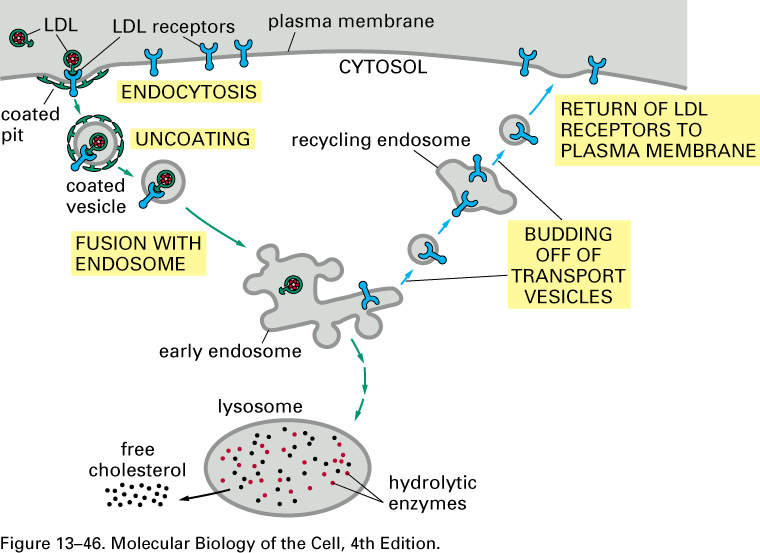 LDL
LDL receptors
plasma membrane
CYTOSOL
coated
pit
ENDOCYTOSIS
UNCOATING
coated
vesicle
FUSION WITH
ENDOSOME
recycling endosome
RETURN OF LDL
RECEPTORS TO
PLASMA MEMBRANE
BUDDING
OFF OF
TRANSPORT
VESICLES
early endosome
lysosome
free
cholesterol
hydrolytic
enzymes
Figure 13–46. Molecular Biology of the Cell, 4th Edition.